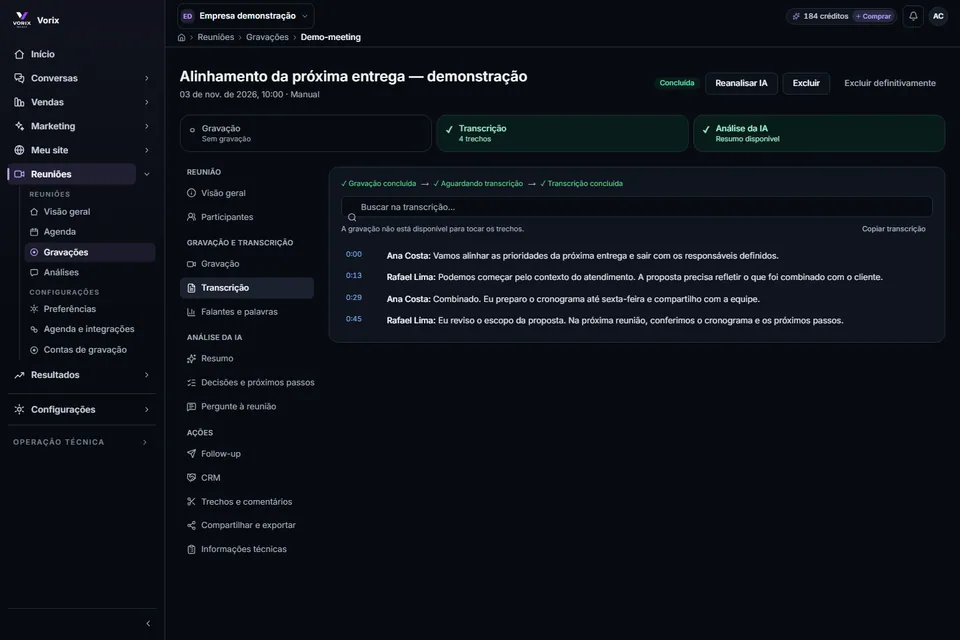 VORIX
Vorix
Início
Conversas
Vendas
Marketing
Meu site
Reuniões
REUNIÕES
Visão geral
Agenda
Gravações
Análises
CONFIGURAÇÕES
Preferências
Agenda e integrações
Contas de gravação
Resultados
Configurações
OPERAÇÃO TÉCNICA
ED Empresa demonstração
184 créditos + Comprar
AC
Reuniões > Gravações > Demo-meeting
Alinhamento da próxima entrega — demonstração
03 de nov. de 2026, 10:00 · Manual
Concluída
Reanalisar IA
Excluir
Excluir definitivamente
Gravação
Sem gravação
✓ Transcrição
4 trechos
✓ Análise da IA
Resumo disponível
REUNIÃO
Visão geral
Participantes
GRAVAÇÃO E TRANSCRIÇÃO
Gravação
Transcrição
Falantes e palavras
ANÁLISE DA IA
Resumo
Decisões e próximos passos
Pergunte à reunião
AÇÕES
Follow-up
CRM
Trechos e comentários
Compartilhar e exportar
Informações técnicas
✓ Gravação concluída → ✓ Aguardando transcrição → ✓ Transcrição concluída
Buscar na transcrição...
A gravação não está disponível para tocar os trechos.
Copiar transcrição
0:00 Ana Costa: Vamos alinhar as prioridades da próxima entrega e sair com os responsáveis definidos.
0:13 Rafael Lima: Podemos começar pelo contexto do atendimento. A proposta precisa refletir o que foi combinado com o cliente.
0:29 Ana Costa: Combinado. Eu preparo o cronograma até sexta-feira e compartilho com a equipe.
0:45 Rafael Lima: Eu reviso o escopo da proposta. Na próxima reunião, conferimos o cronograma e os próximos passos.